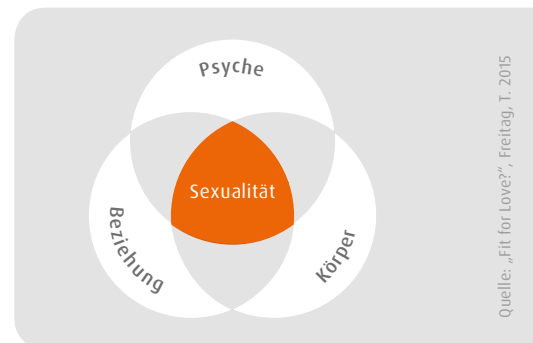 Psyche
Sexualität
Beziehung
Körper
Quelle: „Fit for Love?“, Freitag, T. 2015